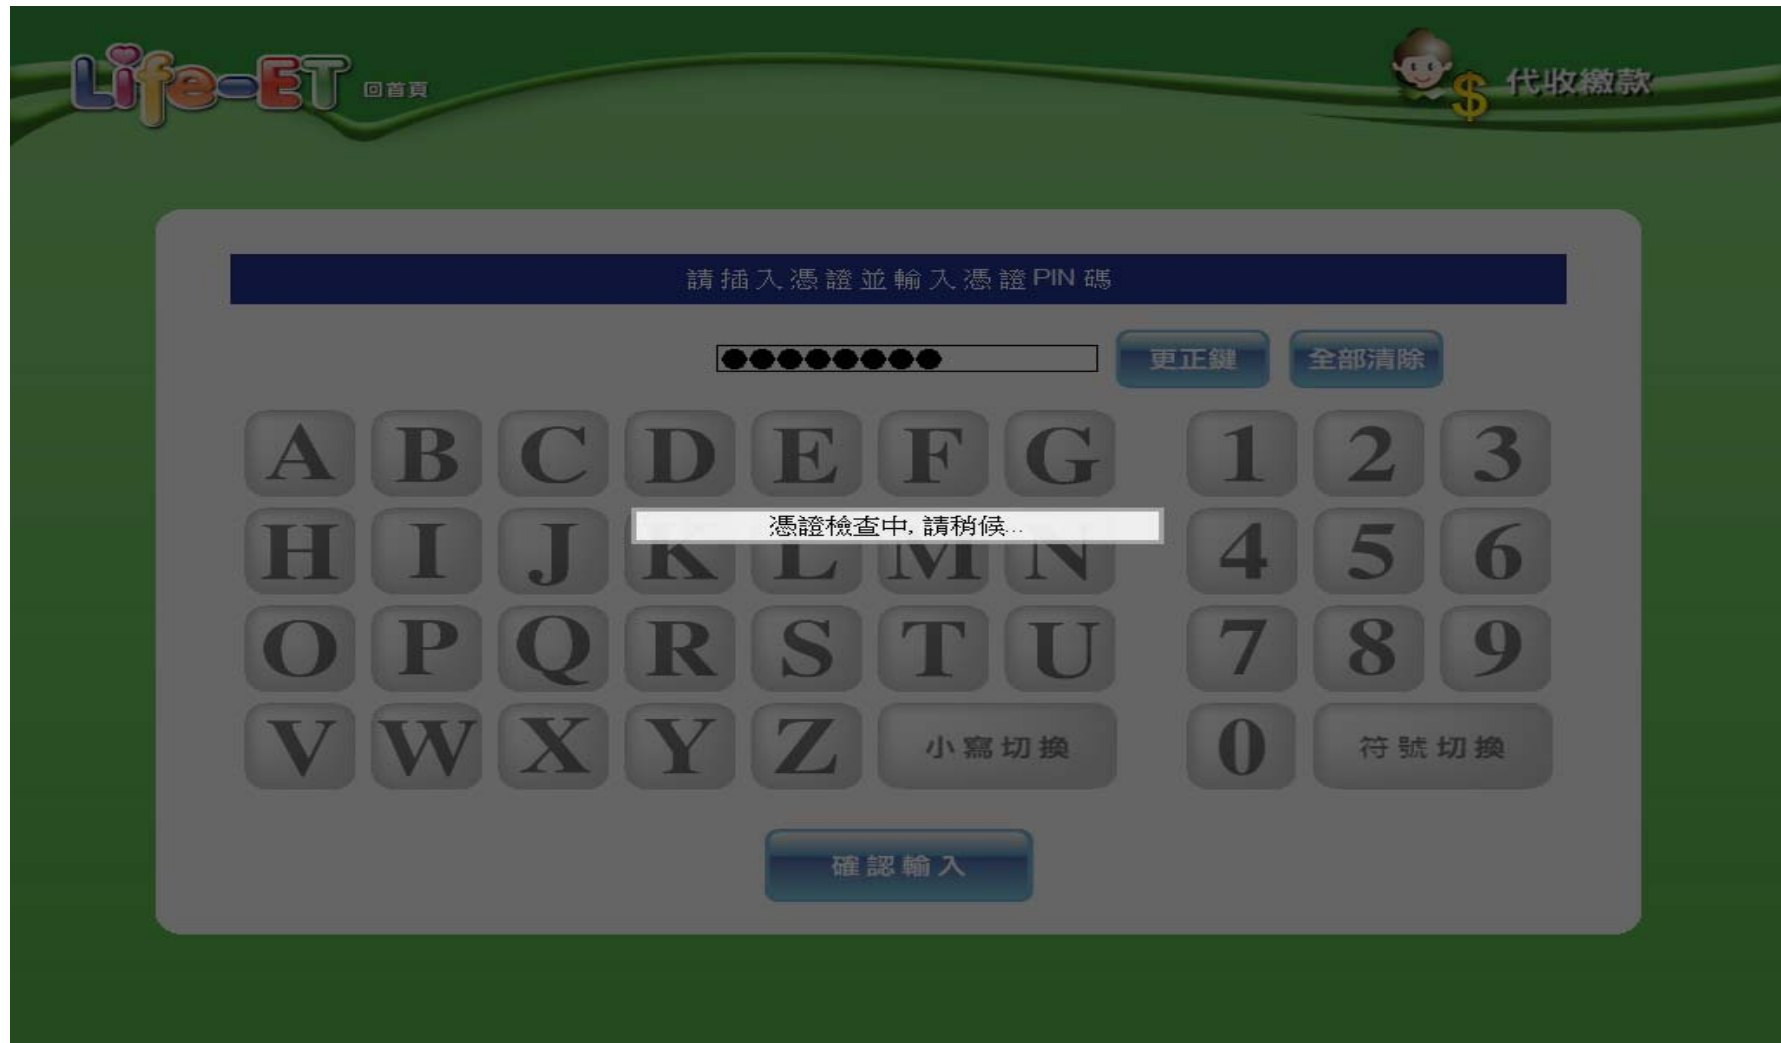 Life-ET 回首頁
$ 代收繳款
請插入憑證並輸入憑證PIN碼
更正鍵 全部清除
A B C D E F G 1 2 3
憑證檢查中, 請稍候...
H I J K L M N 4 5 6
O P Q R S T U 7 8 9
V W X Y Z 小寫切換 0 符號切換
確認輸入